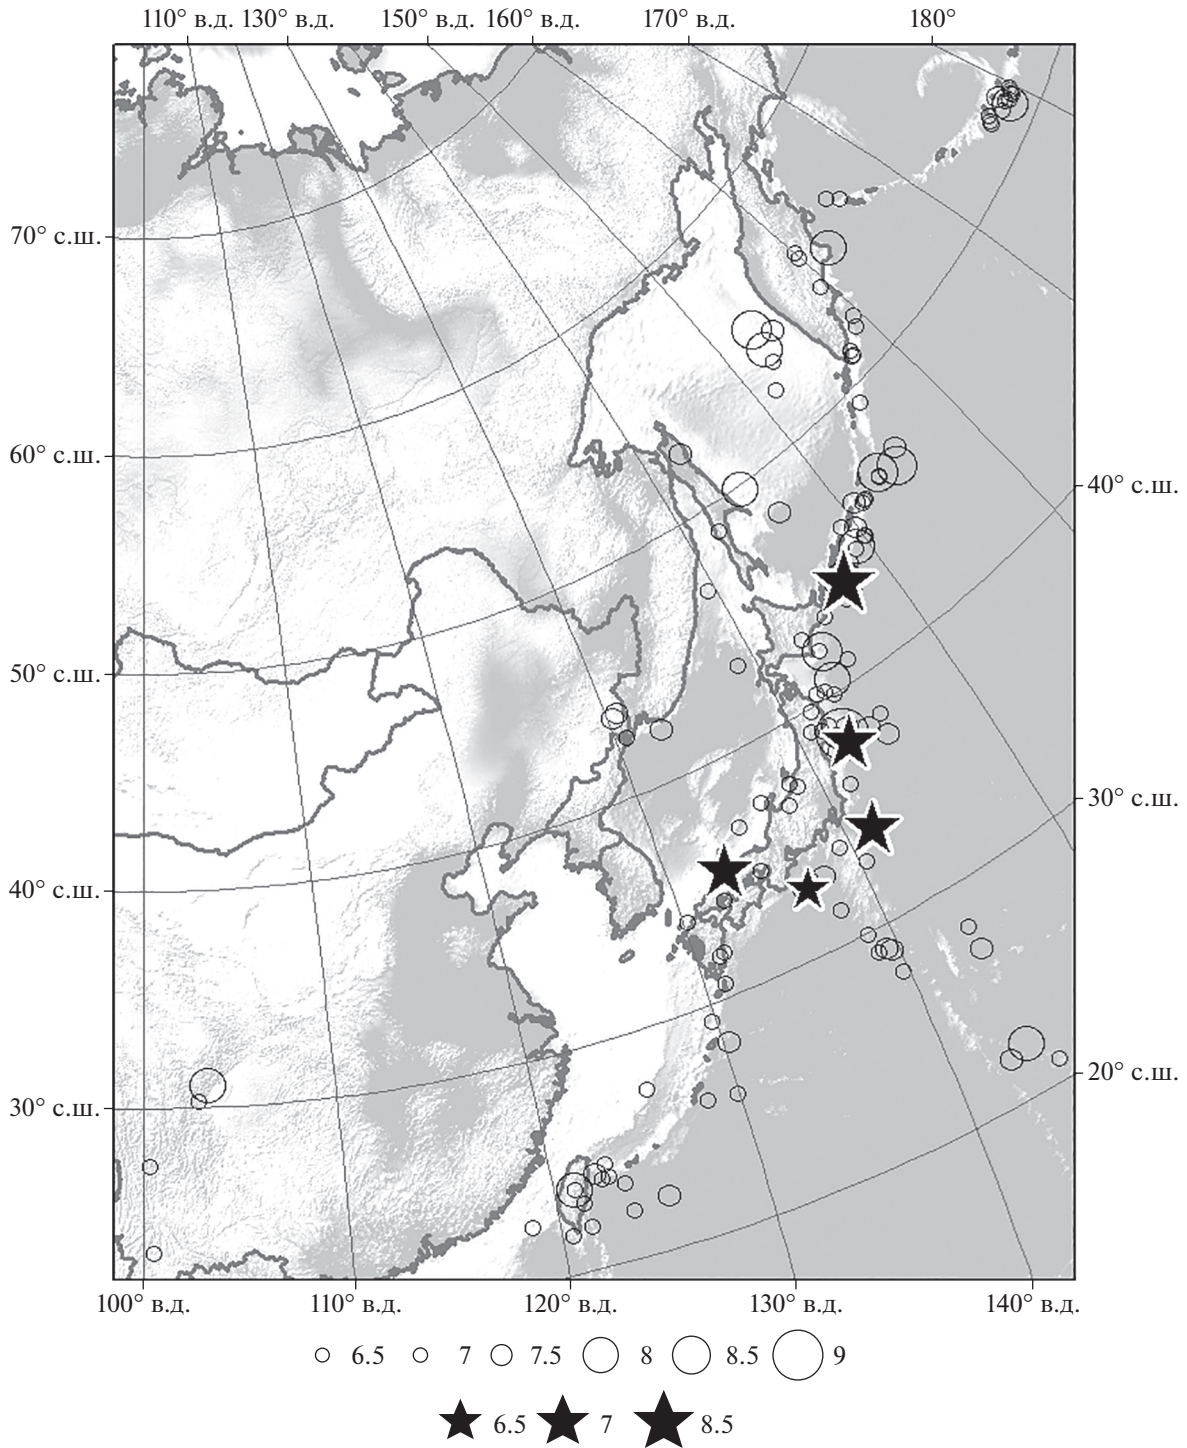 110° в.д. 130° в.д. 150° в.д. 160° в.д. 170° в.д. 180°
70° с.ш.
60° с.ш.
40° с.ш.
50° с.ш.
30° с.ш.
40° с.ш.
20° с.ш.
30° с.ш.
100° в.д. 110° в.д. 120° в.д. 130° в.д. 140° в.д.
6.5 7 7.5 8 8.5 9
6.5 7 8.5